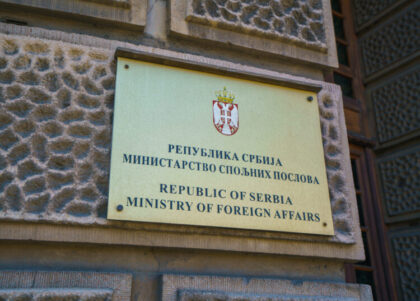 РЕПУБЛИКА СРБИЈА
МИНИСТАРСТВО СПОЉНИХ ПОСЛОВА
REPUBLIC OF SERBIA
MINISTRY OF FOREIGN AFFAIRS